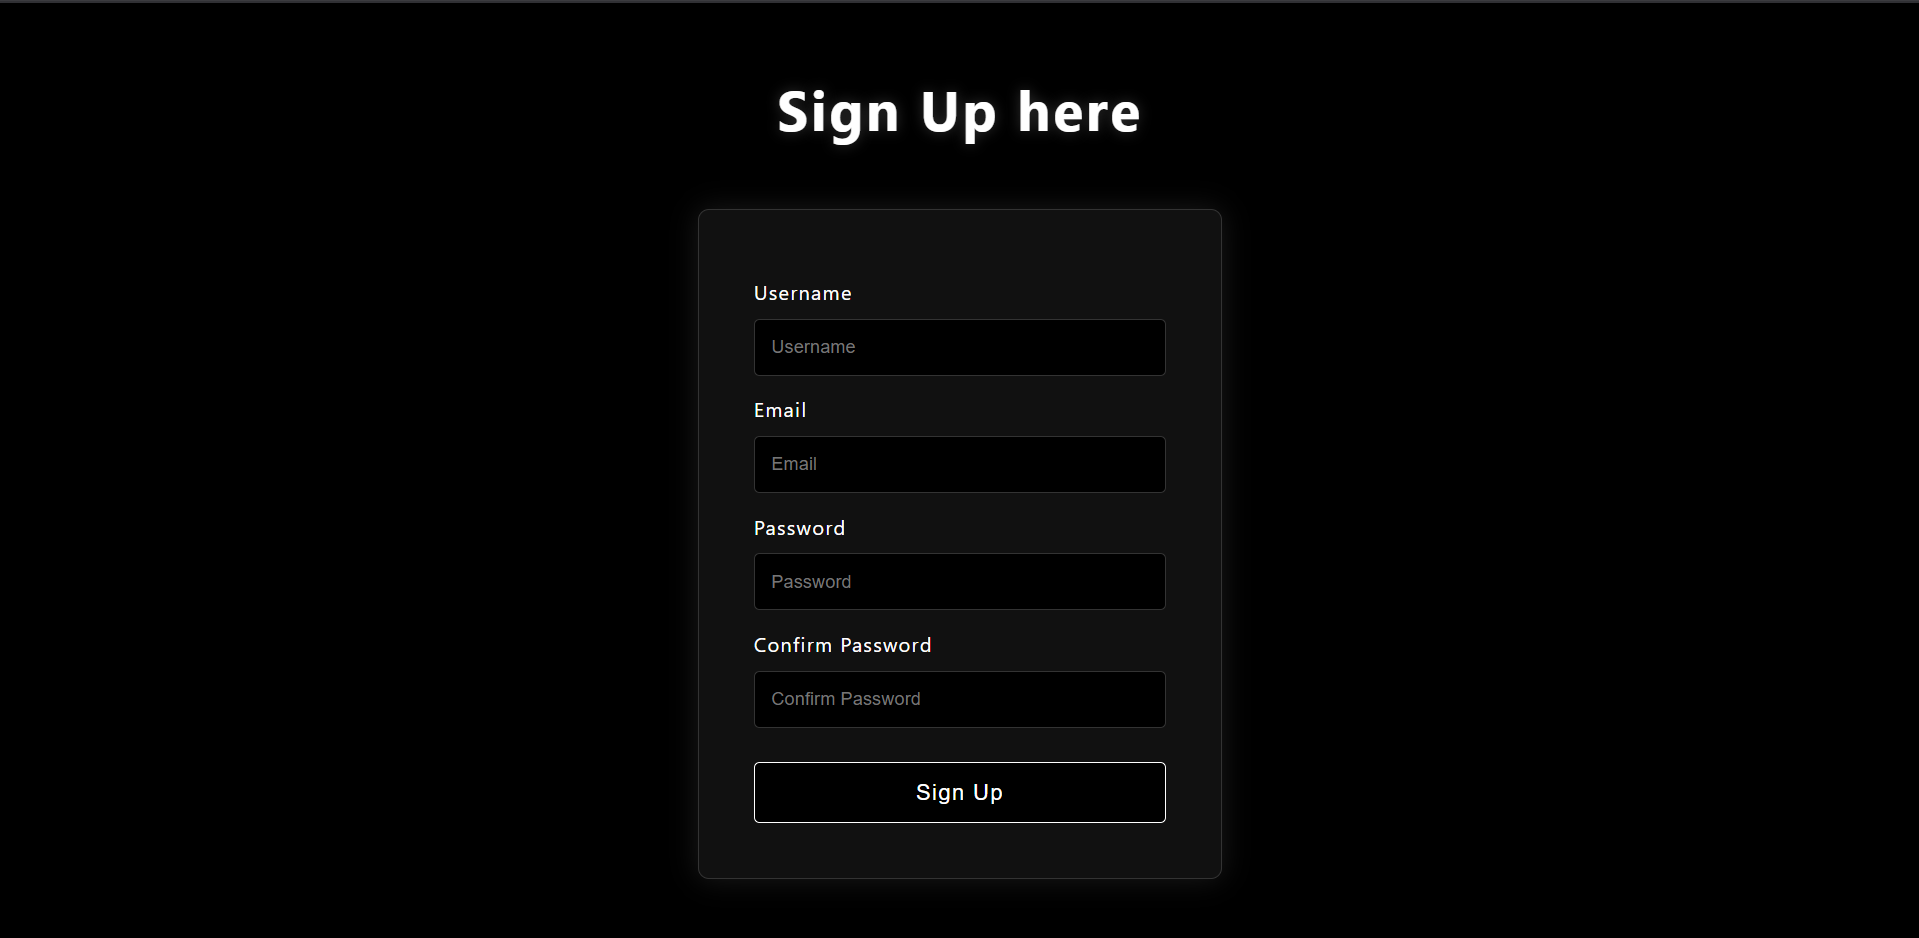 Sign Up here
Username
Username
Email
Email
Password
Password
Confirm Password
Confirm Password
Sign Up